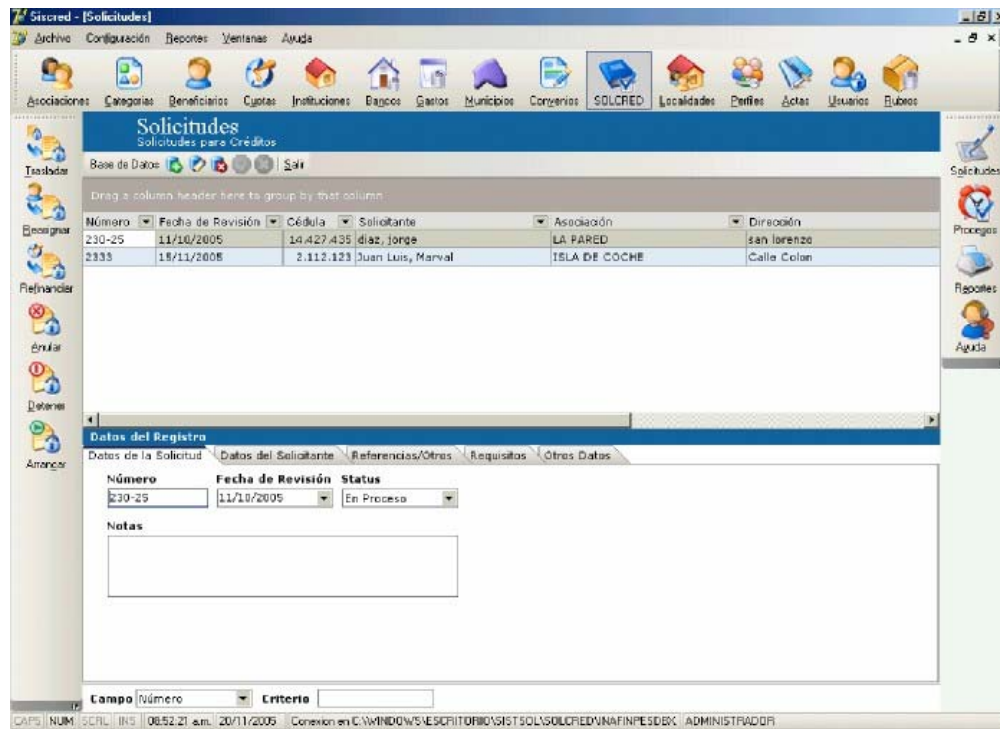 Siscred - [Solicitudes]
Archivo Configuración Reportes Ventanas Ayuda
Asociaciones Categorias Beneficiarios Cuotas Instituciones Bancos Gastos Municipios Convenios SOLCRED Localidades Perfiles Actas Usuarios Rubros
Solicitudes
Solicitudes para Créditos
Base de Datos Salir
Drag a column header here to group by that column
Número Fecha de Revisión Cédula Solicitante Asociación Dirección
230-25 11/10/2005 14.427.435 diaz, jorge LA PARED san lorenzo
2333 15/11/2005 2.112.123 Juan Luis, Marval ISLA DE COCHE Calle Colon
Trasladar
Reasignar
Refinanciar
Anular
Detener
Arrancar
Solicitudes
Procesos
Reportes
Ayuda
Datos del Registro
Datos de la Solicitud Datos del Solicitante Referencias/Otros Requisitos Otros Datos
Número Fecha de Revisión Status
230-25 11/10/2005 En Proceso
Notas
Campo Número Criterio
CAPS NUM SCRL INS 08:52:21 a.m. 20/11/2005 Conexion en C:\WINDOWS\ESCRITORIO\SISTSOL\SOLCRED\INAFINPESDBX ADMINISTRADOR